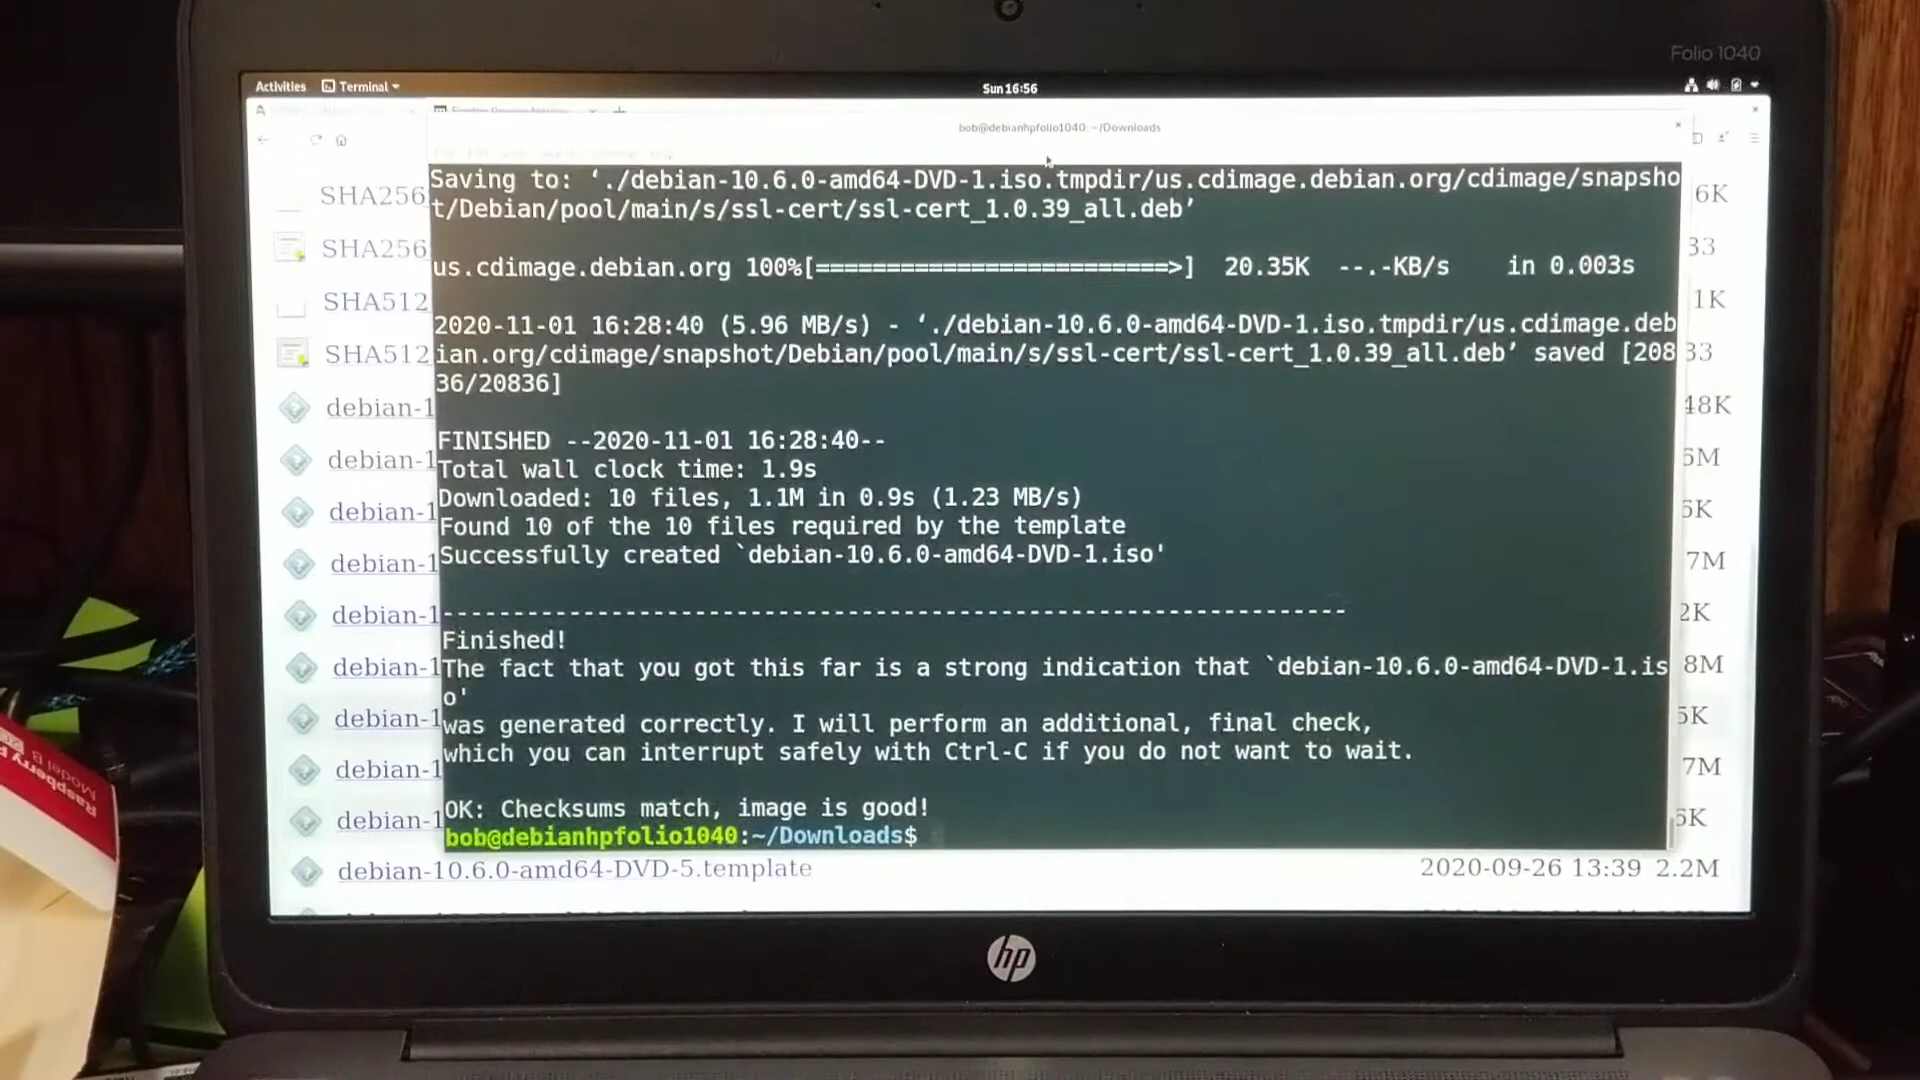 Folio 1040
Activities Terminal Sun 16:56
bob@debianhpfolio1040: ~/Downloads
Saving to: ‘./debian-10.6.0-amd64-DVD-1.iso.tmpdir/us.cdimage.debian.org/cdimage/snapsho
t/Debian/pool/main/s/ssl-cert/ssl-cert_1.0.39_all.deb’
us.cdimage.debian.org 100%[=========================>] 20.35K --.-KB/s in 0.003s
2020-11-01 16:28:40 (5.96 MB/s) - ‘./debian-10.6.0-amd64-DVD-1.iso.tmpdir/us.cdimage.deb
ian.org/cdimage/snapshot/Debian/pool/main/s/ssl-cert/ssl-cert_1.0.39_all.deb’ saved [208
36/20836]
FINISHED --2020-11-01 16:28:40--
Total wall clock time: 1.9s
Downloaded: 10 files, 1.1M in 0.9s (1.23 MB/s)
Found 10 of the 10 files required by the template
Successfully created `debian-10.6.0-amd64-DVD-1.iso'
----------------------------------------------------------------
Finished!
The fact that you got this far is a strong indication that `debian-10.6.0-amd64-DVD-1.is
o'
was generated correctly. I will perform an additional, final check,
which you can interrupt safely with Ctrl-C if you do not want to wait.
OK: Checksums match, image is good!
bob@debianhpfolio1040:~/Downloads$
SHA256 6K
SHA256 33
SHA512 1K
SHA512 33
debian-1 48K
debian-1 5M
debian-1 6K
debian-1 7M
debian-1 2K
debian-1 8M
debian-1 5K
debian-1 7M
debian-1 5K
debian-10.6.0-amd64-DVD-5.template 2020-09-26 13:39 2.2M
hp
Raspberry
Model B